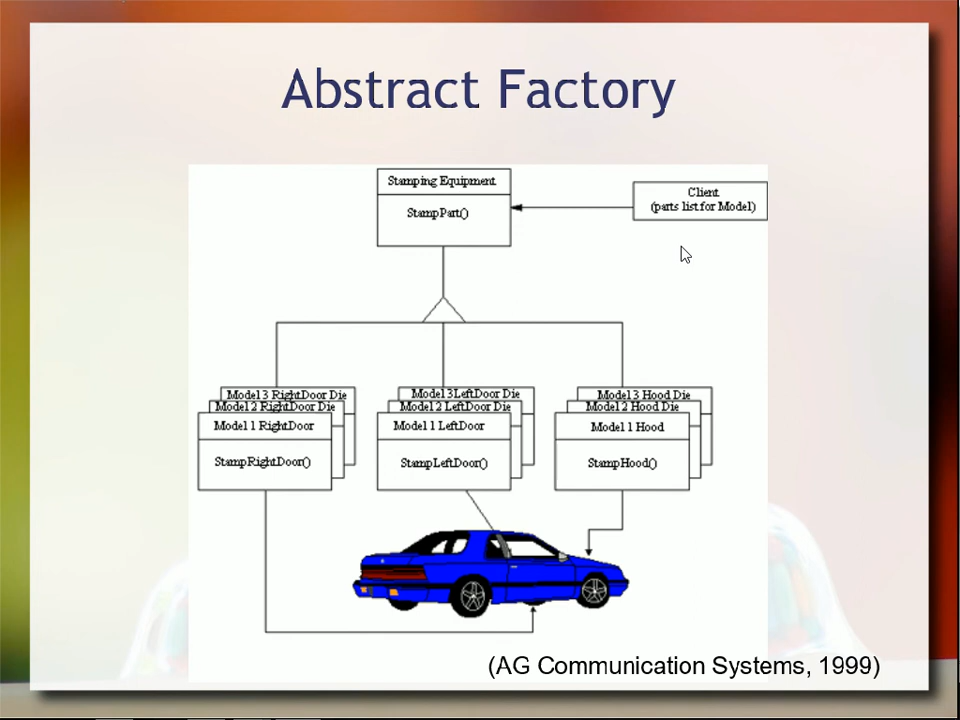 Abstract Factory
Stamping Equipment
StampPart()
Client
(parts list for Model)
Model 3 RightDoor Die
Model 2 RightDoor Die
Model 1 RightDoor
StampRightDoor()
Model 3 LeftDoor Die
Model 2 LeftDoor Die
Model 1 LeftDoor
StampLeftDoor()
Model 3 Hood Die
Model 2 Hood Die
Model 1 Hood
StampHood()
(AG Communication Systems, 1999)